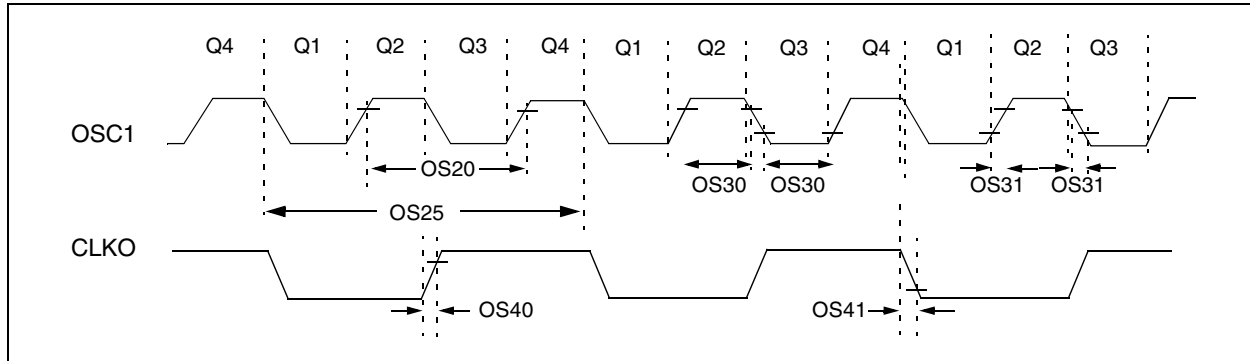 Q4 Q1 Q2 Q3 Q4 Q1 Q2 Q3 Q4 Q1 Q2 Q3
OSC1
OS20 OS30 OS30 OS31 OS31
OS25
CLKO
OS40 OS41